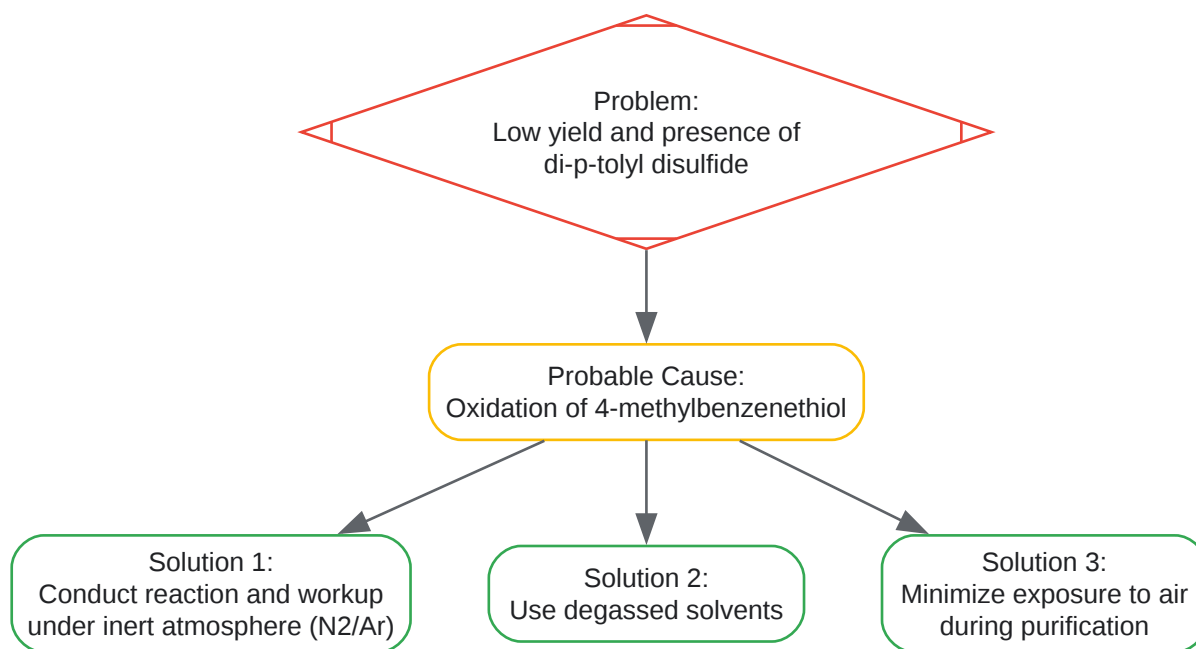 Problem:
Low yield and presence of
di-p-tolyl disulfide
Probable Cause:
Oxidation of 4-methylbenzenethiol
Solution 1:
Conduct reaction and workup
under inert atmosphere (N2/Ar)
Solution 2:
Use degassed solvents
Solution 3:
Minimize exposure to air
during purification